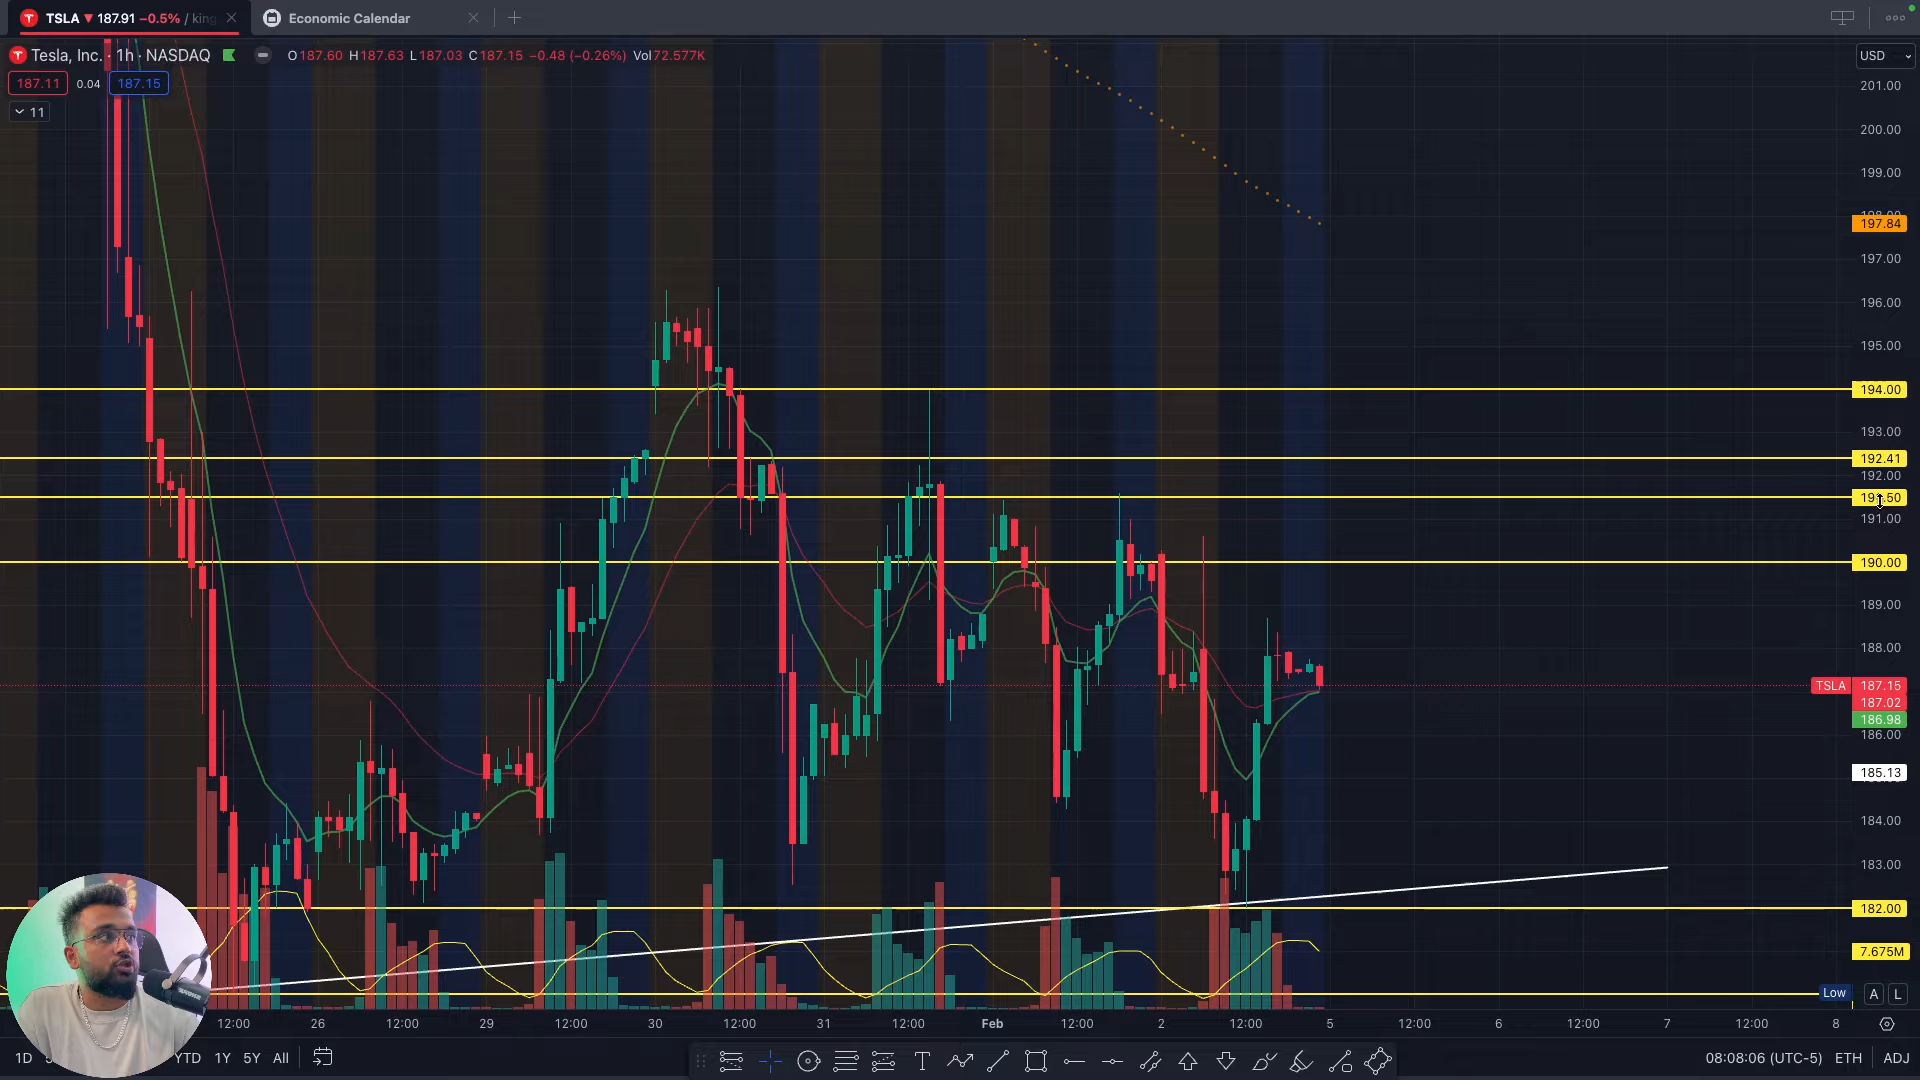 TSLA ▼ 187.91 −0.5% / king
Economic Calendar
Tesla, Inc. · 1h · NASDAQ
O187.60 H187.63 L187.03 C187.15 −0.48 (−0.26%) Vol72.577K
187.11 0.04 187.15
11
USD
201.00
200.00
199.00
197.84
197.00
196.00
195.00
194.00
193.00
192.41
192.00
191.50
191.00
190.00
189.00
188.00
TSLA 187.15
187.02
186.98
186.00
185.13
184.00
183.00
182.00
7.675M
Low
A L
12:00 26 12:00 29 12:00 30 12:00 31 12:00 Feb 12:00 2 12:00 5 12:00 6 12:00 7 12:00 8
1D YTD 1Y 5Y All
08:08:06 (UTC-5) ETH ADJ